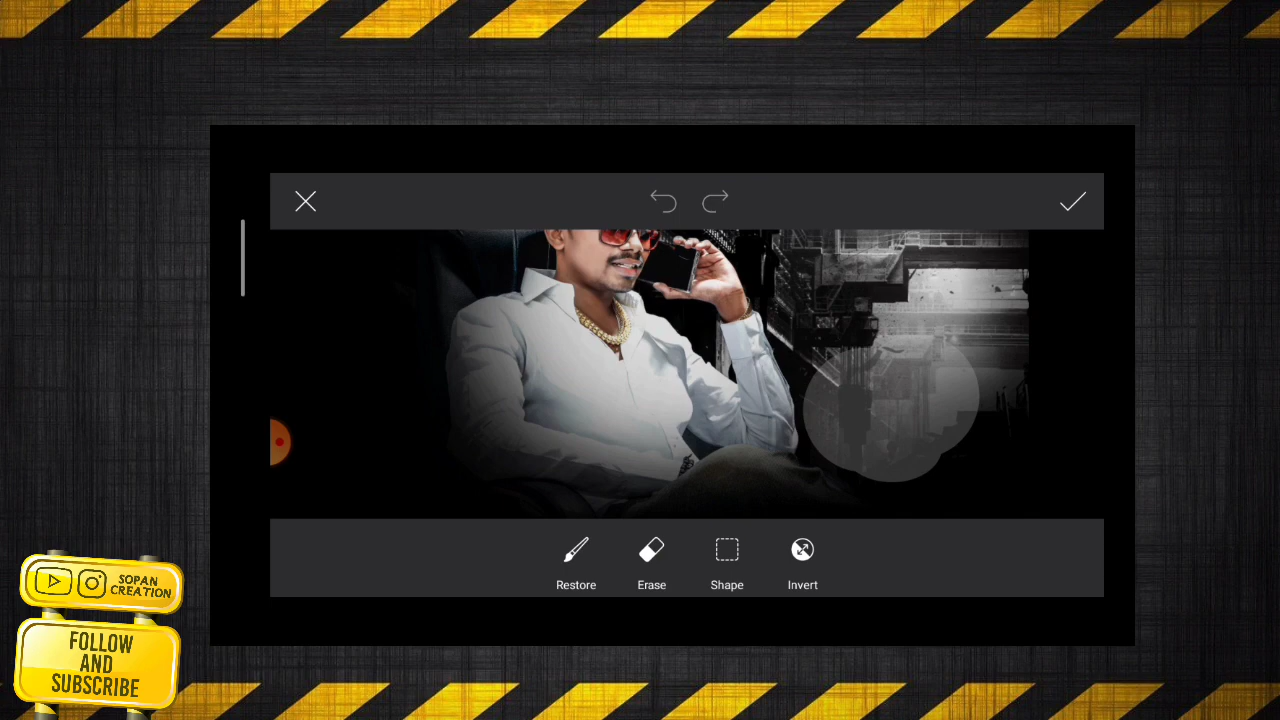 Restore
Erase
Shape
Invert
SOPAN
CREATION
FOLLOW
AND
SUBSCRIBE